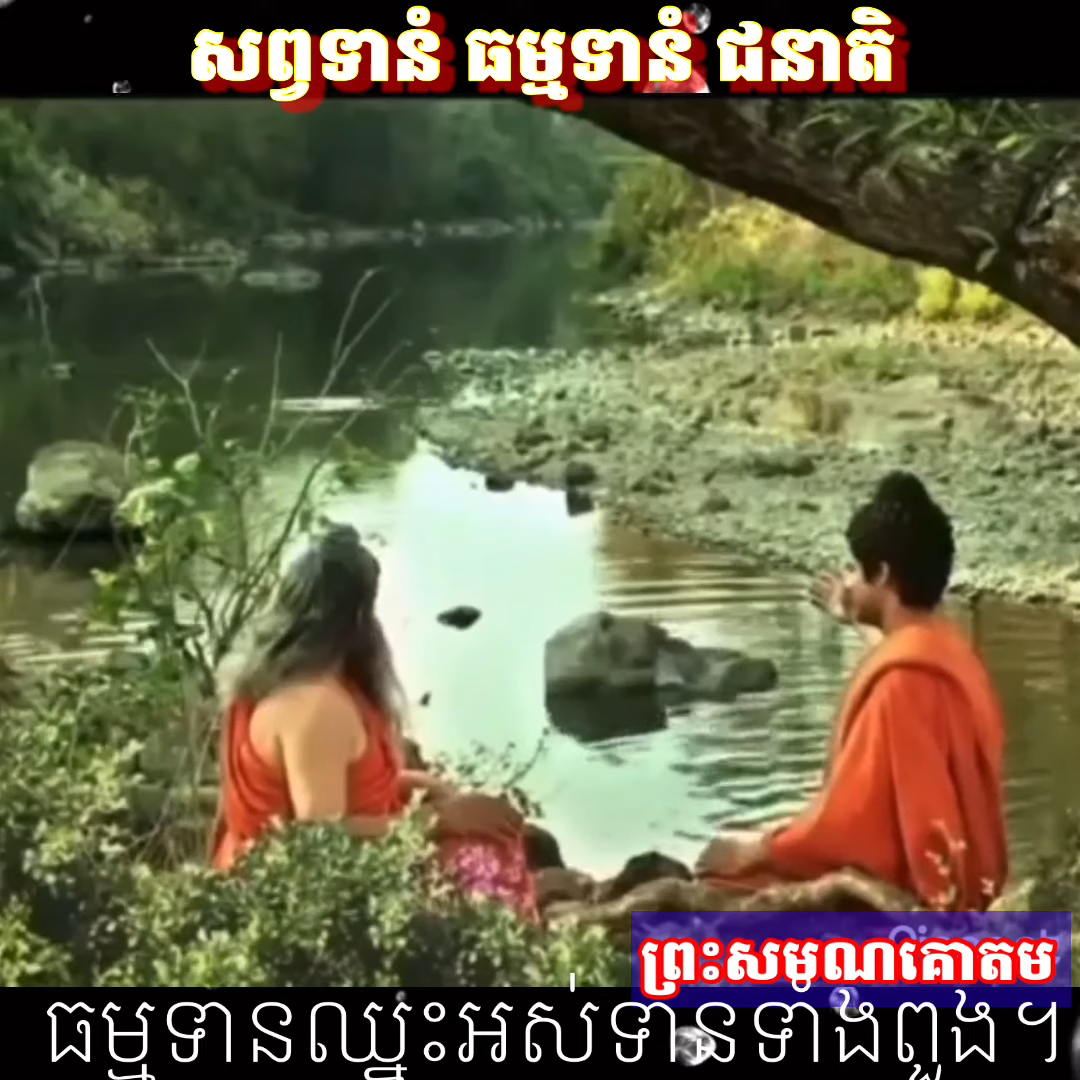 សព្វទានំ ធម្មទានំ ជនាតិ
ព្រះសមណគោតម
ធម្មទានឈ្នះអស់ទានទាំងពួង។